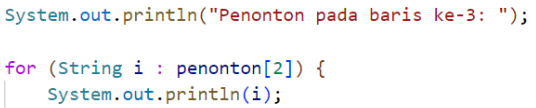 System.out.println("Penonton pada baris ke-3: ");
for (String i : penonton[2]) {
System.out.println(i);